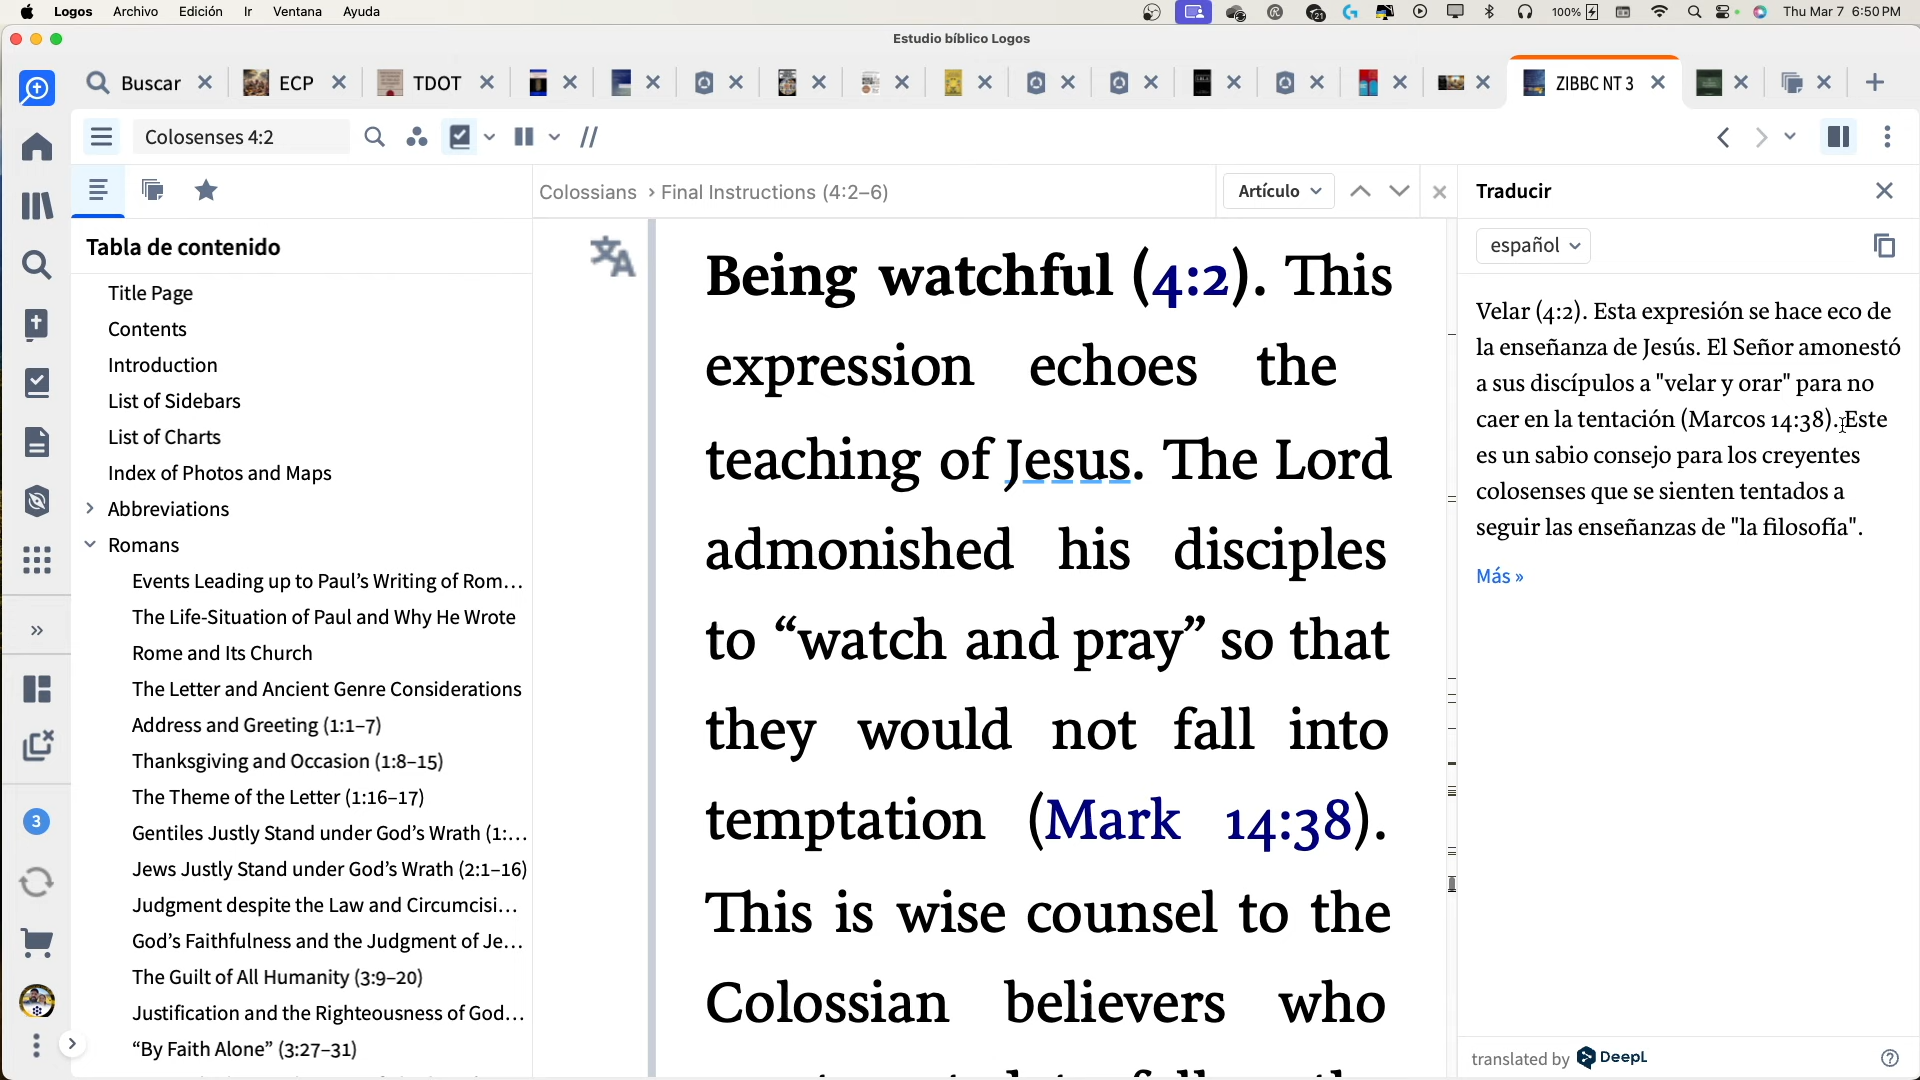 Logos Archivo Edición Ir Ventana Ayuda
21
100%
Thu Mar 7 6:50 PM
Estudio bíblico Logos
Buscar
ECP
TDOT
ZIBBC NT 3
Colosenses 4:2
Colossians › Final Instructions (4:2–6)
Artículo
Tabla de contenido
Title Page
Contents
Introduction
List of Sidebars
List of Charts
Index of Photos and Maps
Abbreviations
Romans
Events Leading up to Paul’s Writing of Rom…
The Life-Situation of Paul and Why He Wrote
Rome and Its Church
The Letter and Ancient Genre Considerations
Address and Greeting (1:1–7)
Thanksgiving and Occasion (1:8–15)
The Theme of the Letter (1:16–17)
Gentiles Justly Stand under God’s Wrath (1:…
Jews Justly Stand under God’s Wrath (2:1–16)
Judgment despite the Law and Circumcisi…
God’s Faithfulness and the Judgment of Je…
The Guilt of All Humanity (3:9–20)
Justification and the Righteousness of God…
“By Faith Alone” (3:27–31)
3
Being watchful (4:2). This
expression echoes the
teaching of Jesus. The Lord
admonished his disciples
to “watch and pray” so that
they would not fall into
temptation (Mark 14:38).
This is wise counsel to the
Colossian believers who
Traducir
español
Velar (4:2). Esta expresión se hace eco de
la enseñanza de Jesús. El Señor amonestó
a sus discípulos a "velar y orar" para no
caer en la tentación (Marcos 14:38). Este
es un sabio consejo para los creyentes
colosenses que se sienten tentados a
seguir las enseñanzas de "la filosofía".
Más »
translated by DeepL